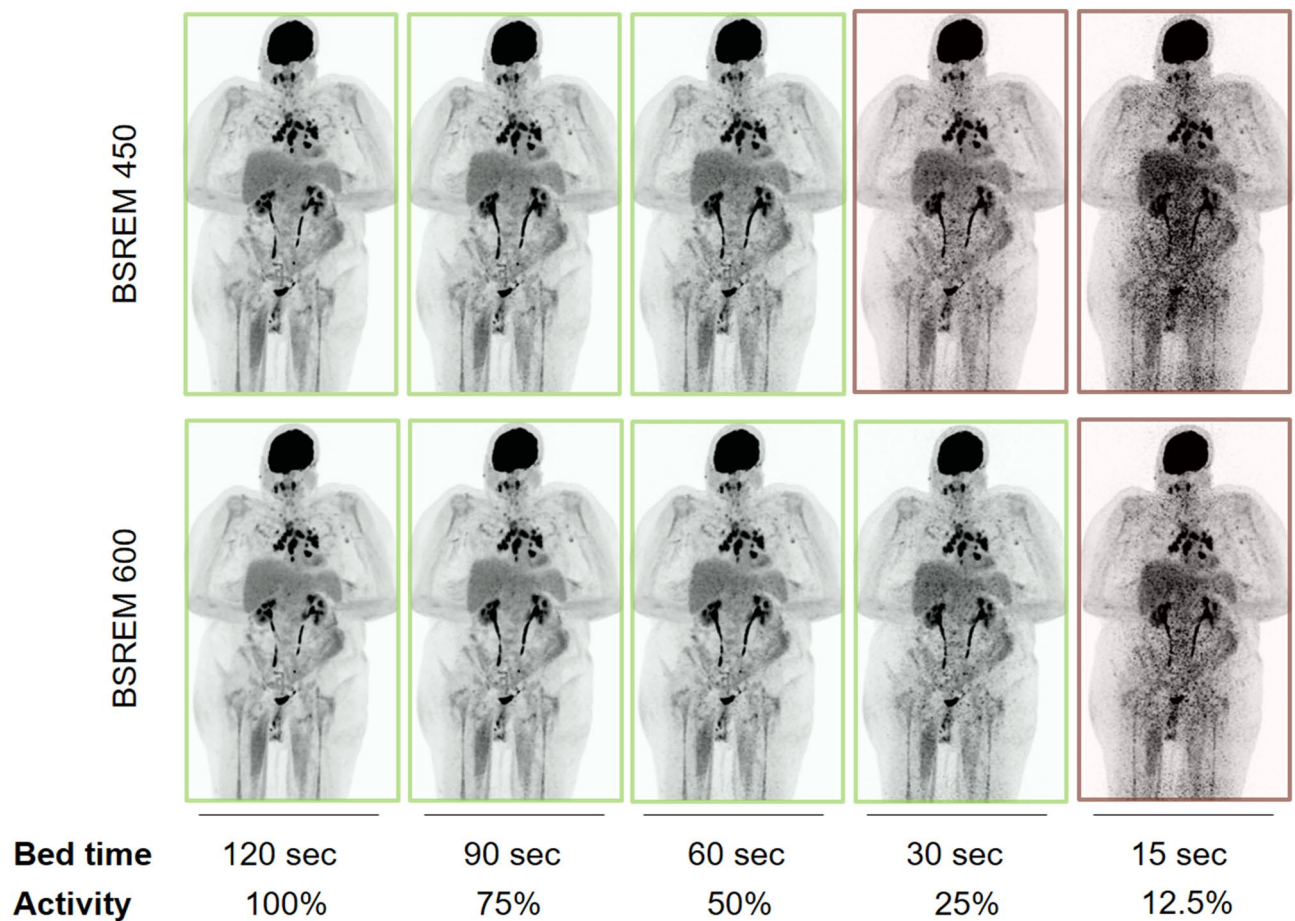 BSREM 450
BSREM 600
Bed time 120 sec 90 sec 60 sec 30 sec 15 sec
Activity 100% 75% 50% 25% 12.5%